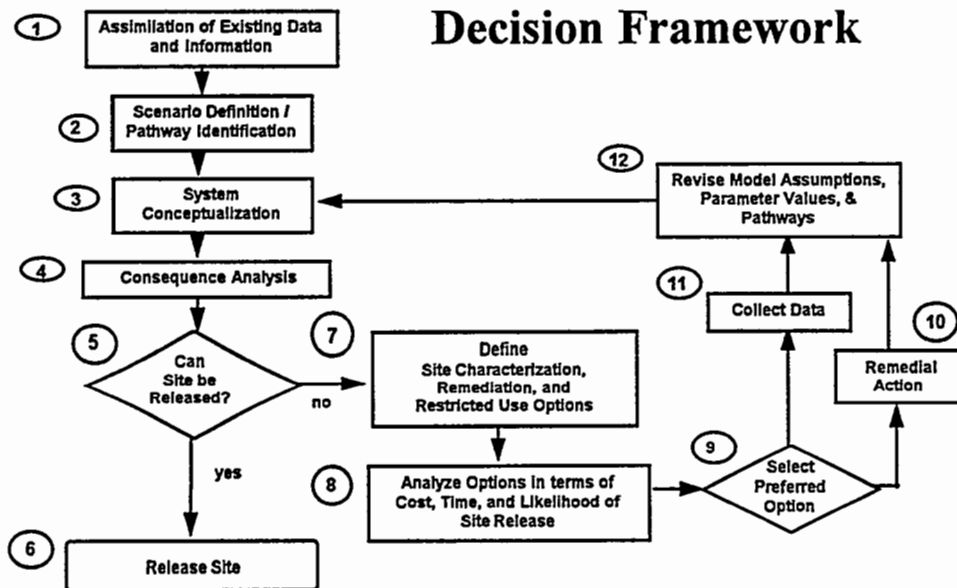 Decision Framework
1
Assimilation of Existing Data
and Information
2
Scenario Definition /
Pathway Identification
3
System
Conceptualization
12
Revise Model Assumptions,
Parameter Values, &
Pathways
4
Consequence Analysis
5
Can
Site be
Released?
no
yes
6
Release Site
7
Define
Site Characterization,
Remediation, and
Restricted Use Options
8
Analyze Options in terms of
Cost, Time, and Likelihood of
Site Release
9
Select
Preferred
Option
10
Remedial
Action
11
Collect Data